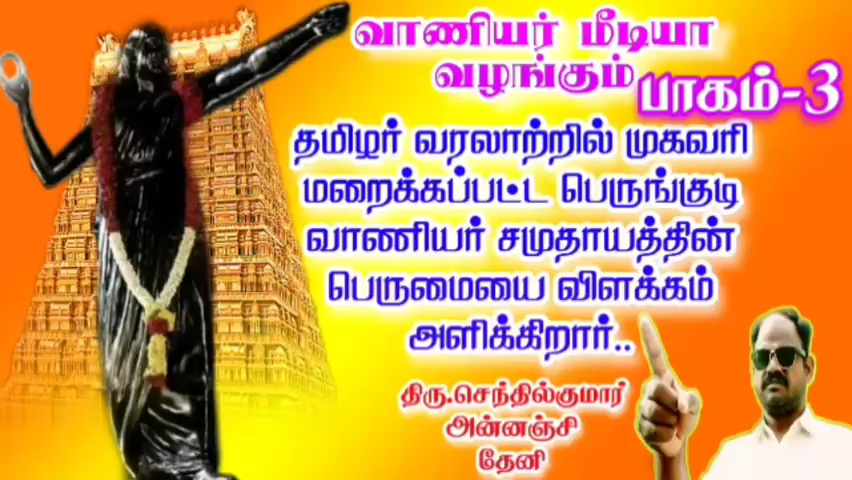 வாணியர் மீடியா
வழங்கும்
பாகம்-3
தமிழர் வரலாற்றில் முகவரி
மறைக்கப்பட்ட பெருங்குடி
வாணியர் சமுதாயத்தின்
பெருமையை விளக்கம்
அளிக்கிறார்..
திரு.செந்தில்குமார்
அன்னஞ்சி
தேனி